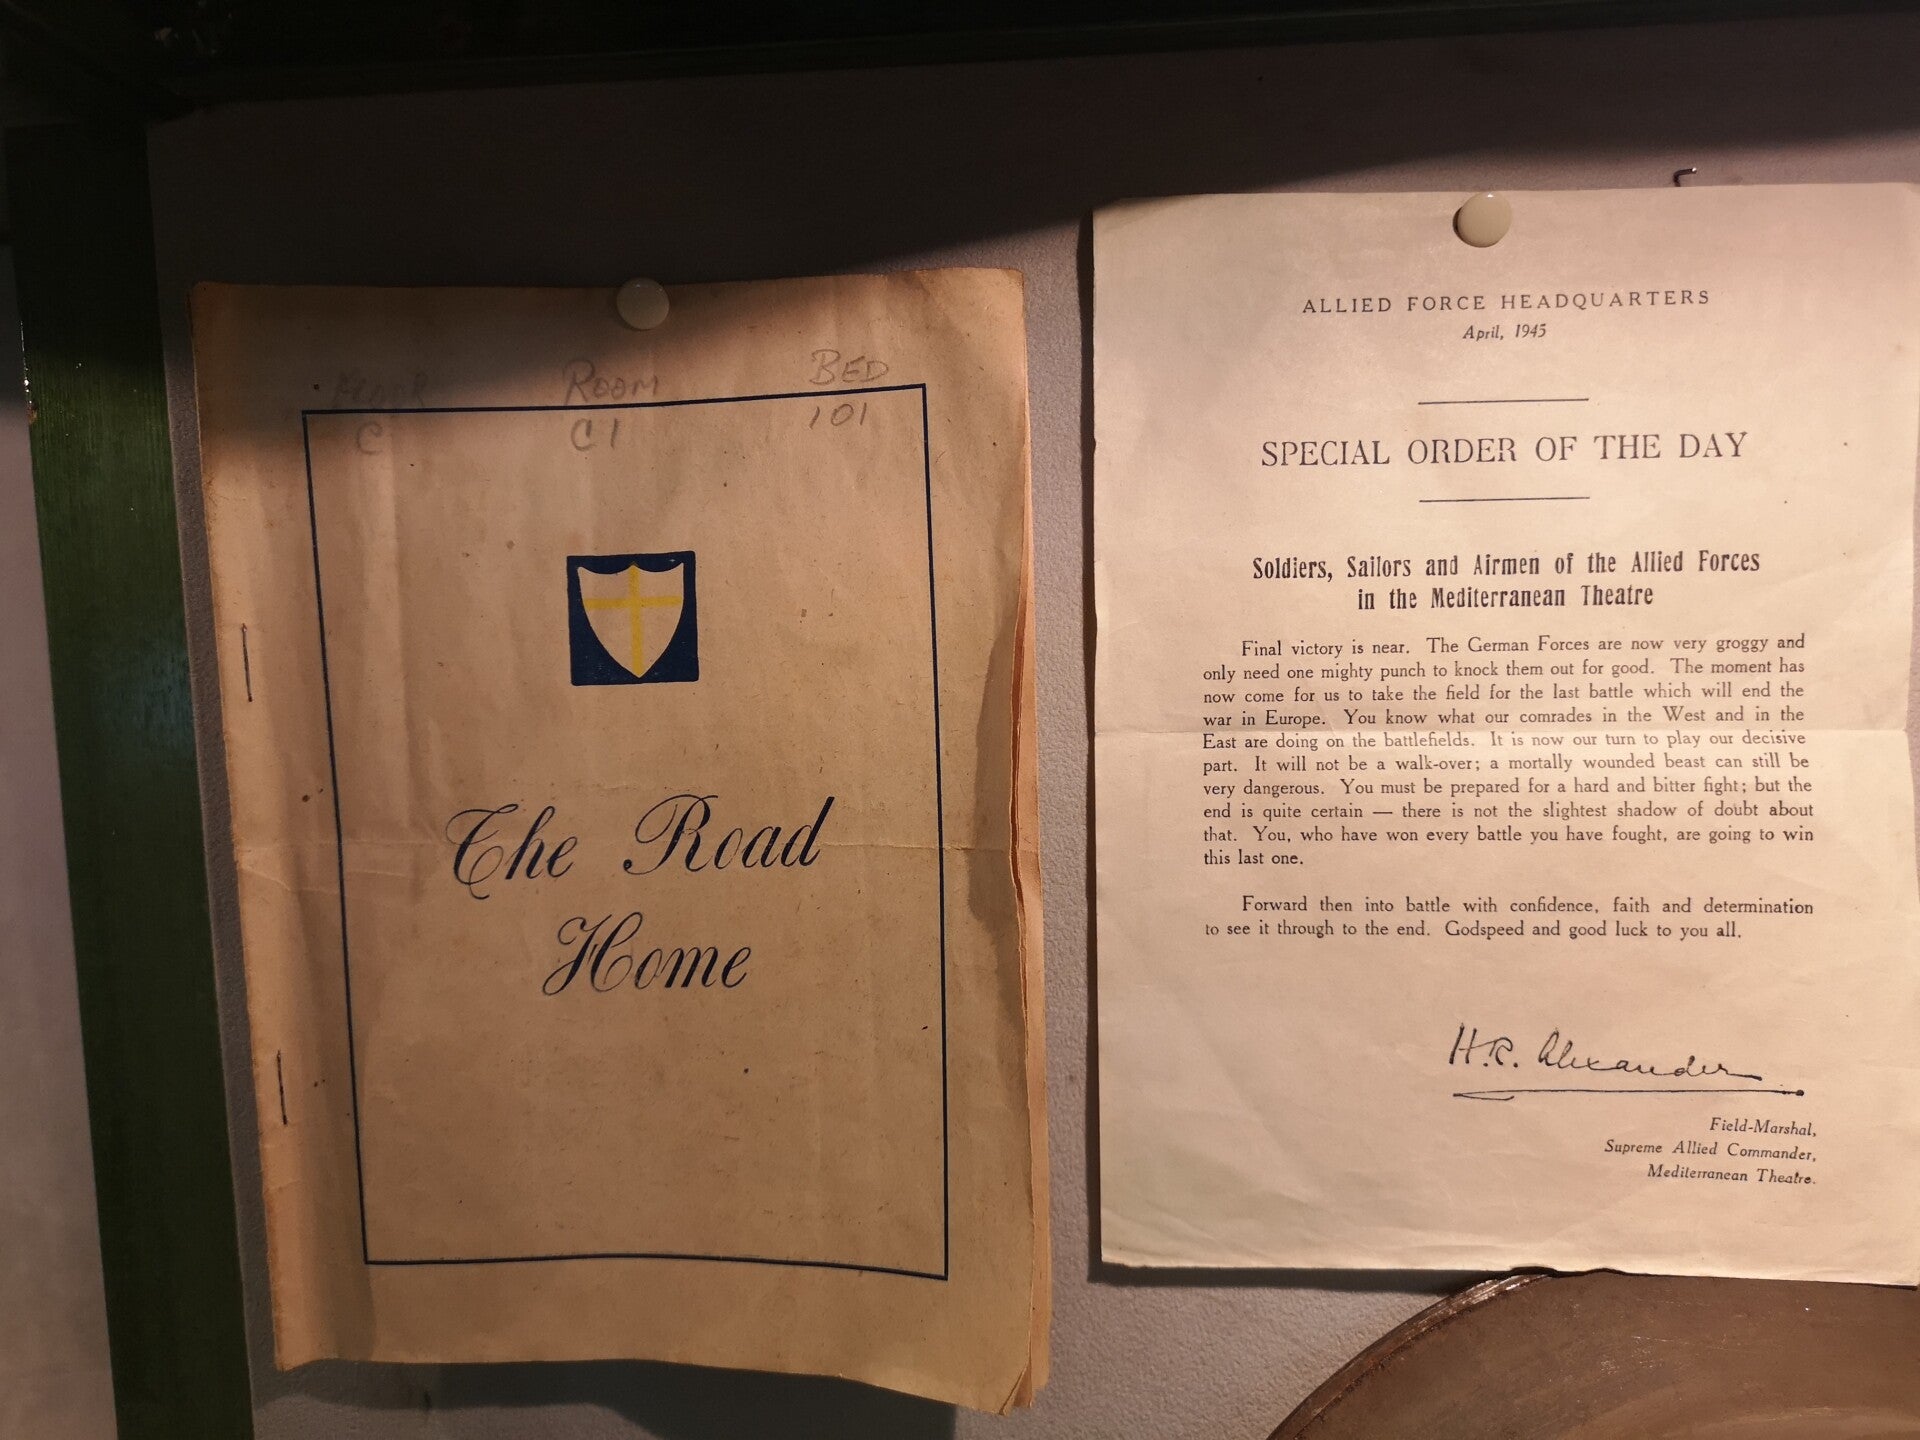 FLOOR ROOM BED
C C1 101
The Road
Home
ALLIED FORCE HEADQUARTERS
April, 1945
SPECIAL ORDER OF THE DAY
Soldiers, Sailors and Airmen of the Allied Forces
in the Mediterranean Theatre
Final victory is near. The German Forces are now very groggy and
only need one mighty punch to knock them out for good. The moment has
now come for us to take the field for the last battle which will end the
war in Europe. You know what our comrades in the West and in the
East are doing on the battlefields. It is now our turn to play our decisive
part. It will not be a walk-over; a mortally wounded beast can still be
very dangerous. You must be prepared for a hard and bitter fight; but the
end is quite certain — there is not the slightest shadow of doubt about
that. You, who have won every battle you have fought, are going to win
this last one.
Forward then into battle with confidence, faith and determination
to see it through to the end. Godspeed and good luck to you all.
H.R. Alexander
Field-Marshal,
Supreme Allied Commander,
Mediterranean Theatre.